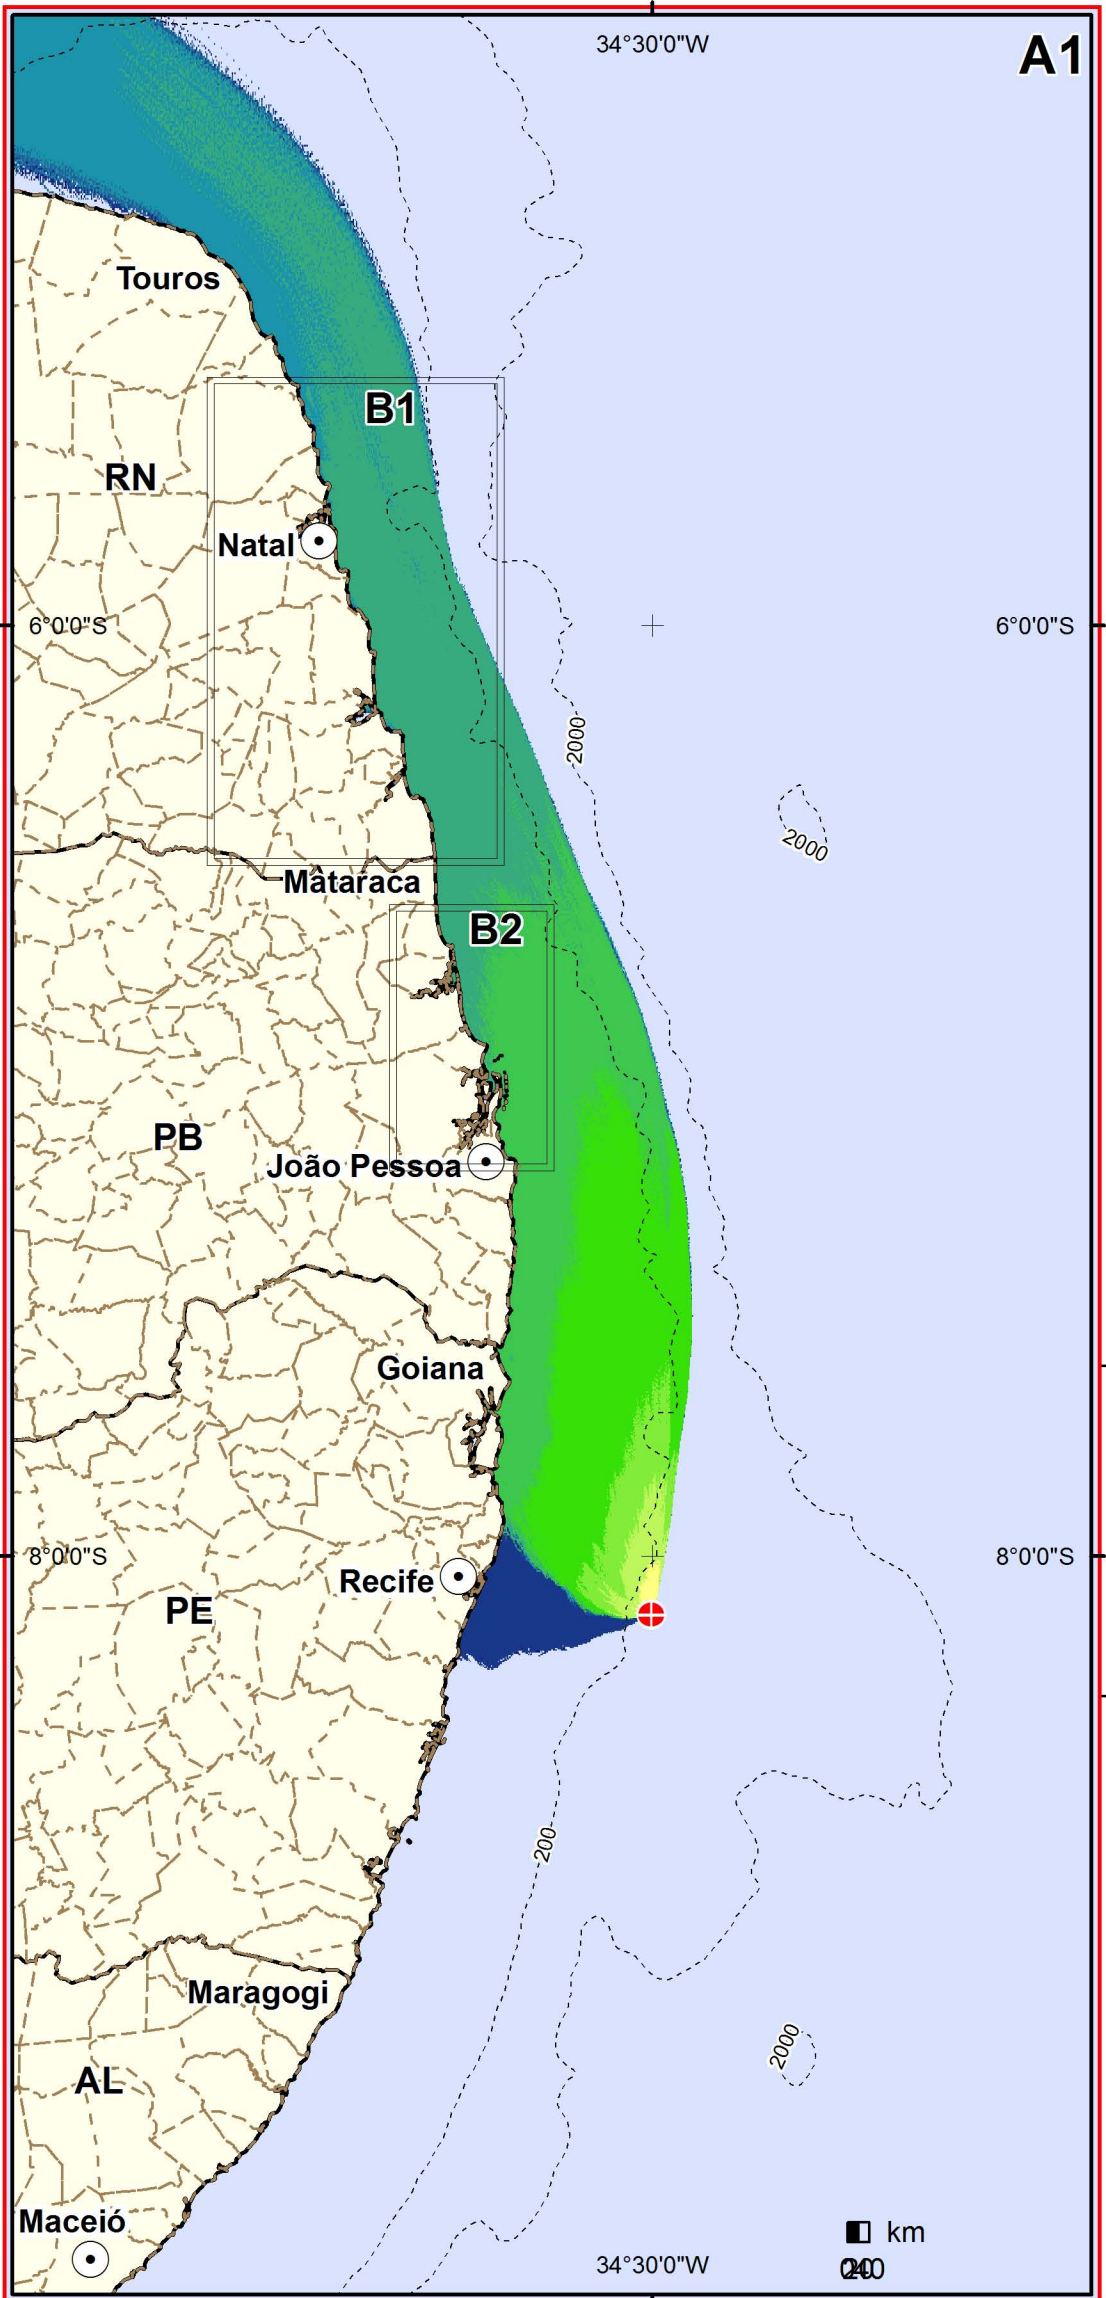 34°30'0"W
A1
Touros
B1
RN
Natal
6°0'0"S
6°0'0"S
2000
2000
Mataraca
B2
PB
João Pessoa
Goiana
8°0'0"S
8°0'0"S
Recife
PE
200
Maragogi
2000
AL
Maceió
km
34°30'0"W